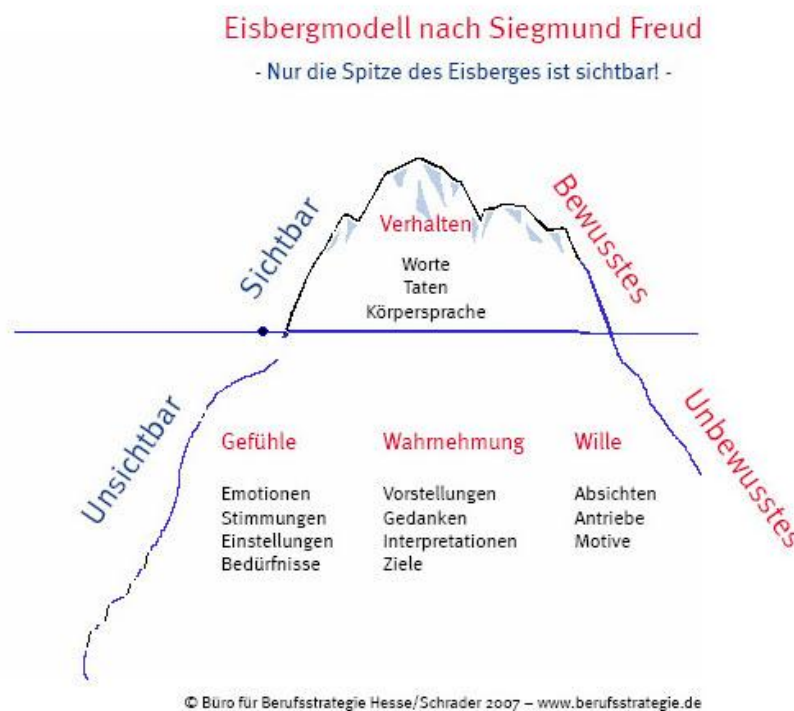 Eisbergmodell nach Siegmund Freud
- Nur die Spitze des Eisberges ist sichtbar! -
Sichtbar
Bewusstes
Verhalten
Worte
Taten
Körpersprache
Unsichtbar
Unbewusstes
Gefühle
Emotionen
Stimmungen
Einstellungen
Bedürfnisse
Wahrnehmung
Vorstellungen
Gedanken
Interpretationen
Ziele
Wille
Absichten
Antriebe
Motive
© Büro für Berufsstrategie Hesse/Schrader 2007 – www.berufsstrategie.de